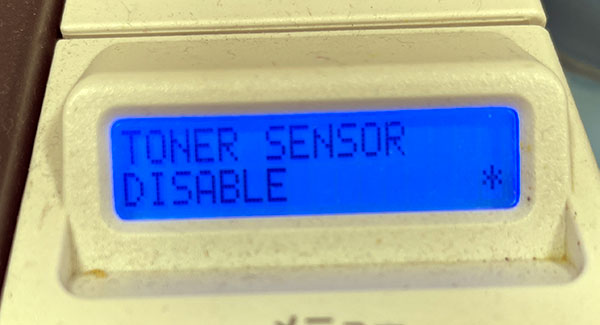 TONER SENSOR
DISABLE *